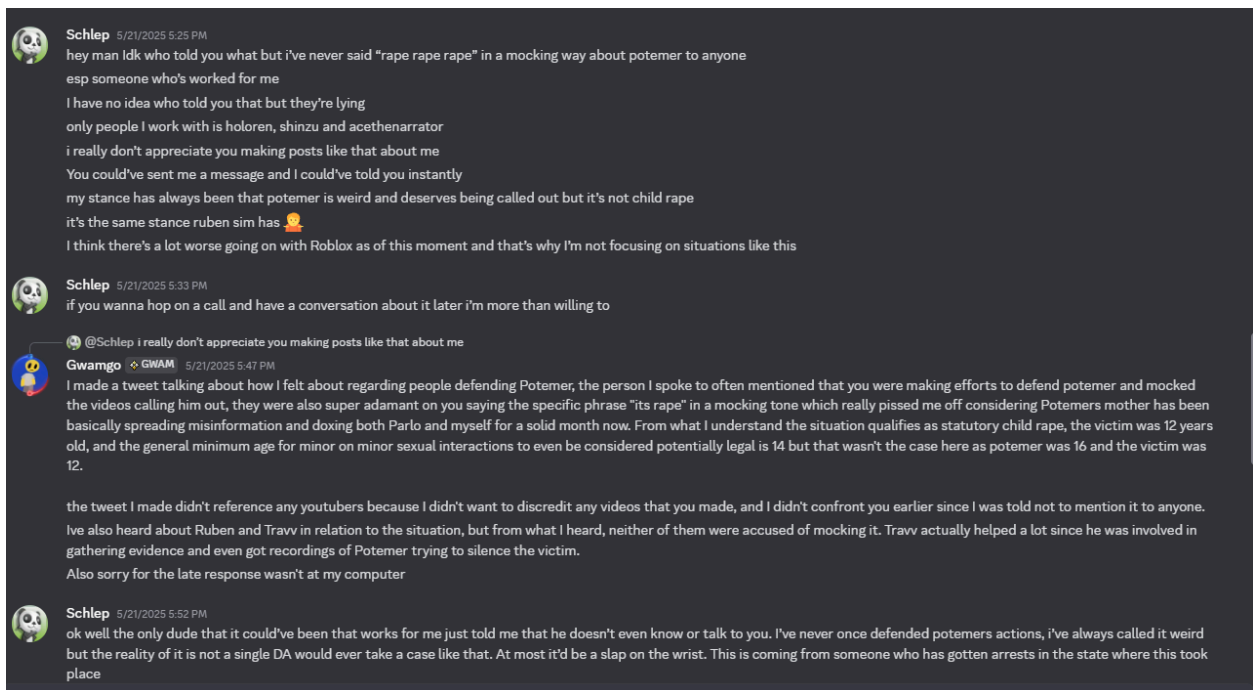 Schlep 5/21/2025 5:25 PM
hey man Idk who told you what but i've never said “rape rape rape” in a mocking way about potemer to anyone
esp someone who's worked for me
I have no idea who told you that but they're lying
only people I work with is holoren, shinzu and acethenarrator
i really don't appreciate you making posts like that about me
You could've sent me a message and I could've told you instantly
my stance has always been that potemer is weird and deserves being called out but it's not child rape
it's the same stance ruben sim has 🤷
I think there's a lot worse going on with Roblox as of this moment and that's why I'm not focusing on situations like this
Schlep 5/21/2025 5:33 PM
if you wanna hop on a call and have a conversation about it later i'm more than willing to
@Schlep i really don't appreciate you making posts like that about me
Gwamgo GWAM 5/21/2025 5:47 PM
I made a tweet talking about how I felt about regarding people defending Potemer, the person I spoke to often mentioned that you were making efforts to defend potemer and mocked
the videos calling him out, they were also super adamant on you saying the specific phrase "its rape" in a mocking tone which really pissed me off considering Potemers mother has been
basically spreading misinformation and doxing both Parlo and myself for a solid month now. From what I understand the situation qualifies as statutory child rape, the victim was 12 years
old, and the general minimum age for minor on minor sexual interactions to even be considered potentially legal is 14 but that wasn't the case here as potemer was 16 and the victim was
12.
the tweet I made didn't reference any youtubers because I didn't want to discredit any videos that you made, and I didn't confront you earlier since I was told not to mention it to anyone.
Ive also heard about Ruben and Travv in relation to the situation, but from what I heard, neither of them were accused of mocking it. Travv actually helped a lot since he was involved in
gathering evidence and even got recordings of Potemer trying to silence the victim.
Also sorry for the late response wasn't at my computer
Schlep 5/21/2025 5:52 PM
ok well the only dude that it could've been that works for me just told me that he doesn't even know or talk to you. I've never once defended potemers actions, i've always called it weird
but the reality of it is not a single DA would ever take a case like that. At most it'd be a slap on the wrist. This is coming from someone who has gotten arrests in the state where this took
place